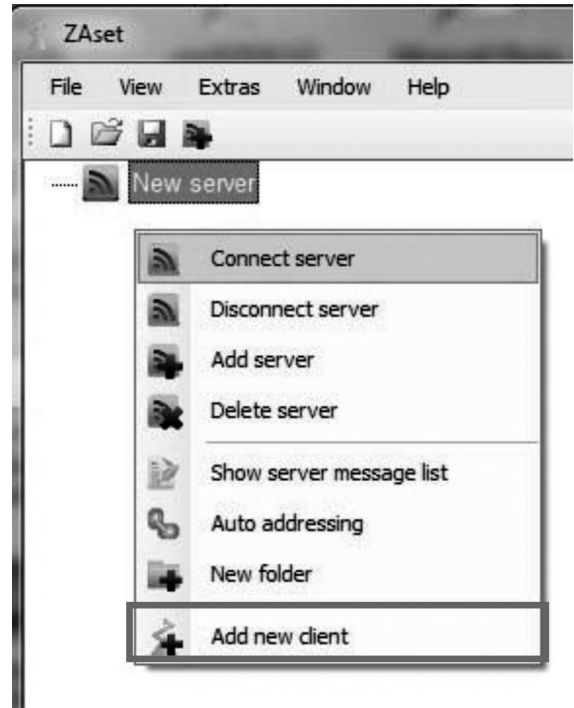 ZAset
File View Extras Window Help
New server
Connect server
Disconnect server
Add server
Delete server
Show server message list
Auto addressing
New folder
Add new client